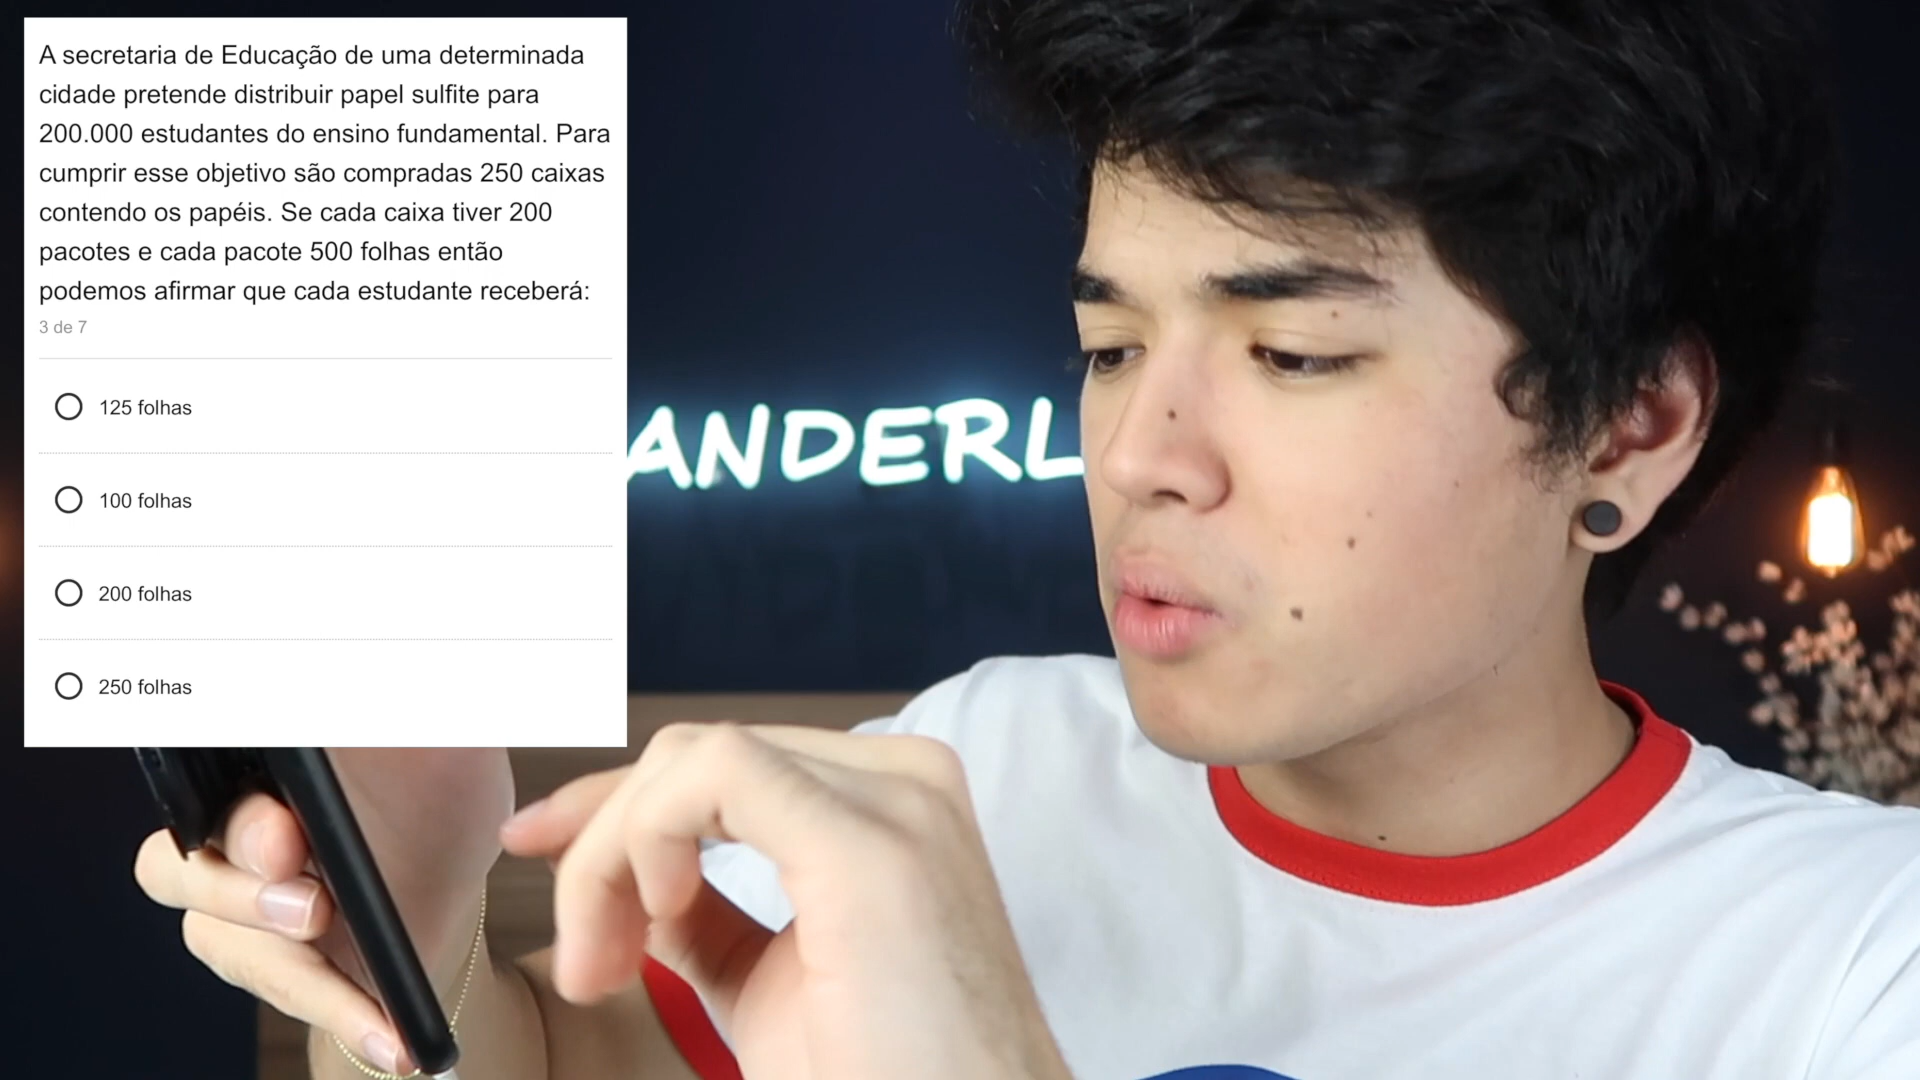 A secretaria de Educação de uma determinada
cidade pretende distribuir papel sulfite para
200.000 estudantes do ensino fundamental. Para
cumprir esse objetivo são compradas 250 caixas
contendo os papéis. Se cada caixa tiver 200
pacotes e cada pacote 500 folhas então
podemos afirmar que cada estudante receberá:
3 de 7
125 folhas
100 folhas
200 folhas
250 folhas
ANDERL